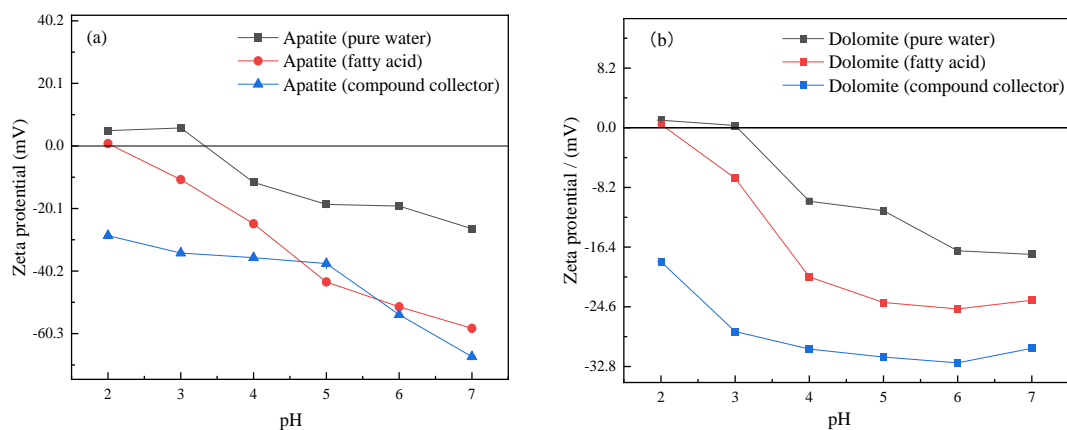 (a)
Apatite (pure water)
Apatite (fatty acid)
Apatite (compound collector)
40.2
20.1
0.0
-20.1
-40.2
-60.3
Zeta protential (mV)
2 3 4 5 6 7
pH
(b)
Dolomite (pure water)
Dolomite (fatty acid)
Dolomite (compound collector)
8.2
0.0
-8.2
-16.4
-24.6
-32.8
Zeta protential / (mV)
2 3 4 5 6 7
pH